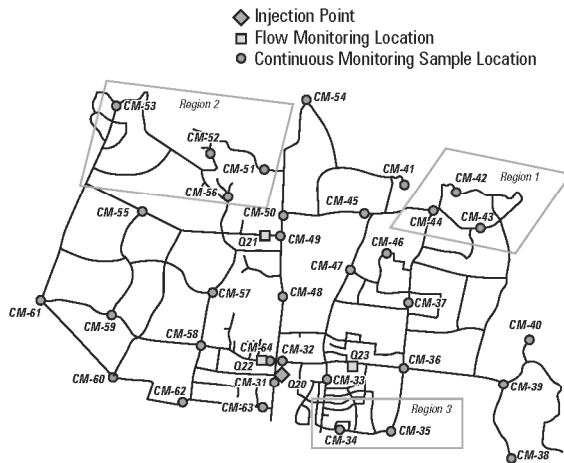 Injection Point
Flow Monitoring Location
Continuous Monitoring Sample Location
CM-53
Region 2
CM-54
CM-52
CM-51
CM-41
CM-42
Region 1
CM-56
CM-55
CM-50
CM-45
CM-44
CM-43
Q21
CM-49
CM-46
CM-47
CM-57
CM-48
CM-37
CM-61
CM-59
CM-58
CM-64
CM-32
Q23
CM-40
Q22
CM-36
CM-60
CM-31
Q20
CM-33
CM-39
CM-62
CM-63
Region 3
CM-34
CM-35
CM-38